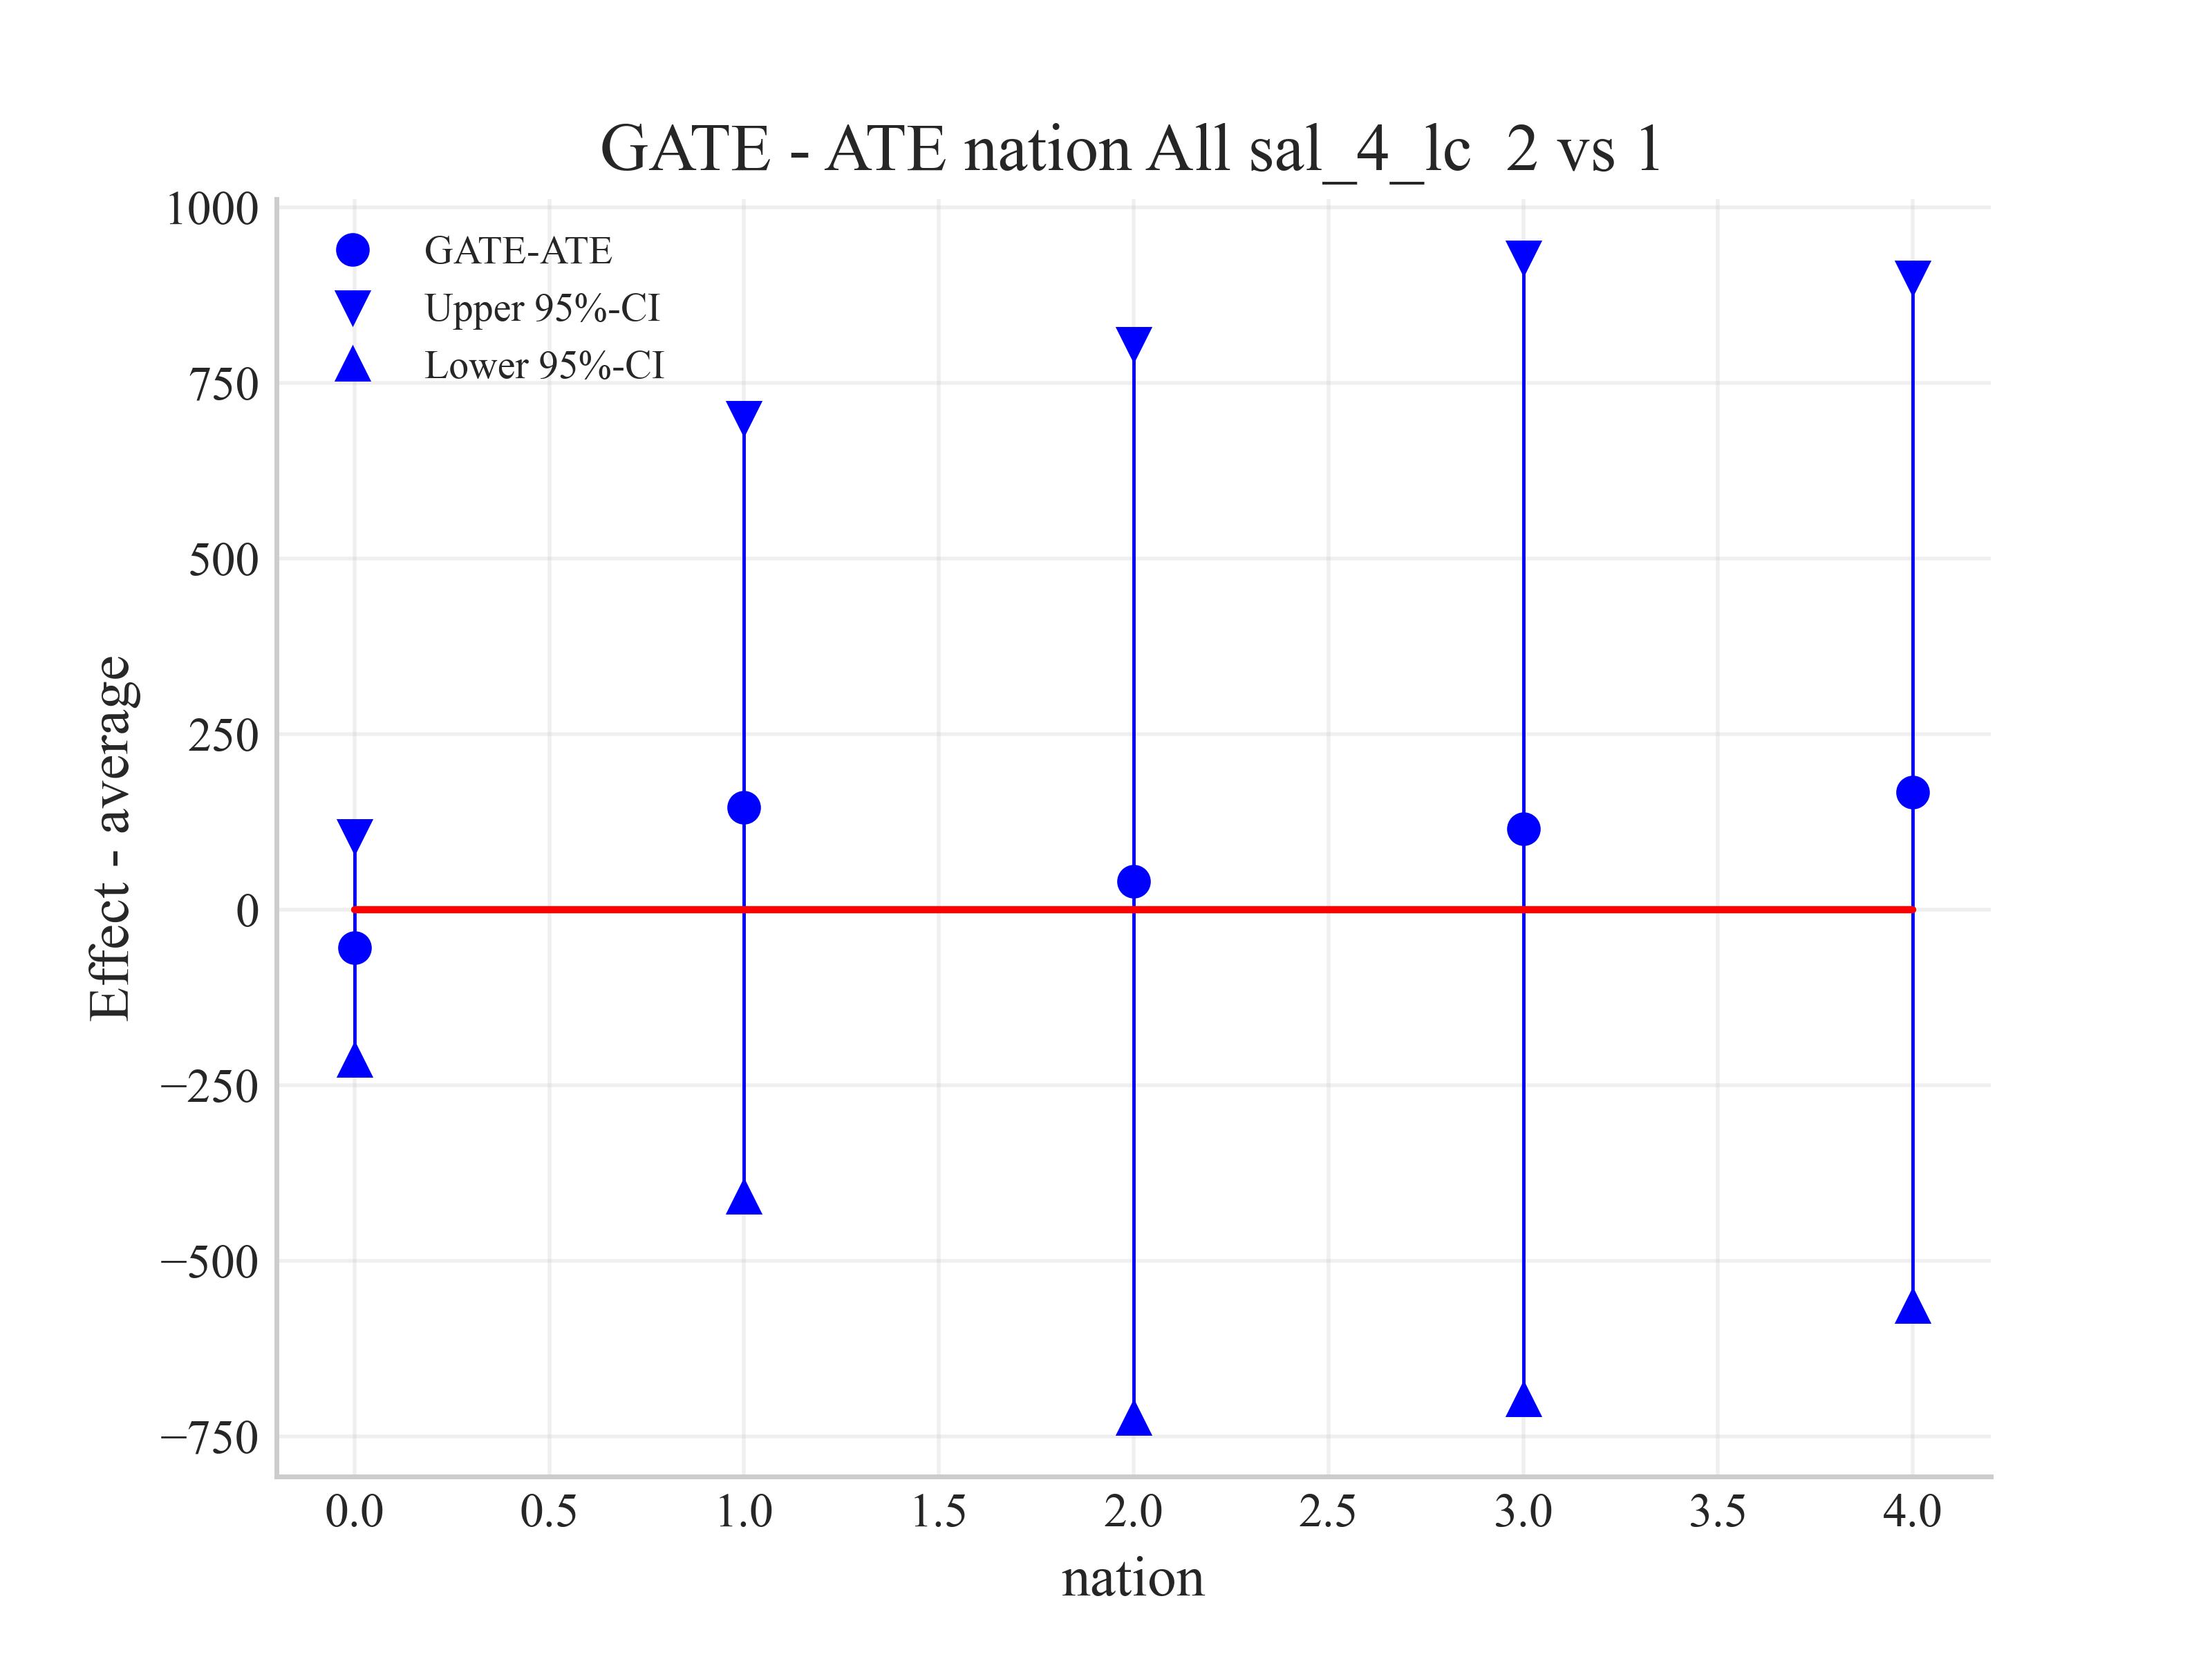 GATE - ATE nation All sal_4_lc  2 vs 1
1000
750
500
250
0
−250
−500
−750
Effect - average
GATE-ATE
Upper 95%-CI
Lower 95%-CI
0.0 0.5 1.0 1.5 2.0 2.5 3.0 3.5 4.0
nation